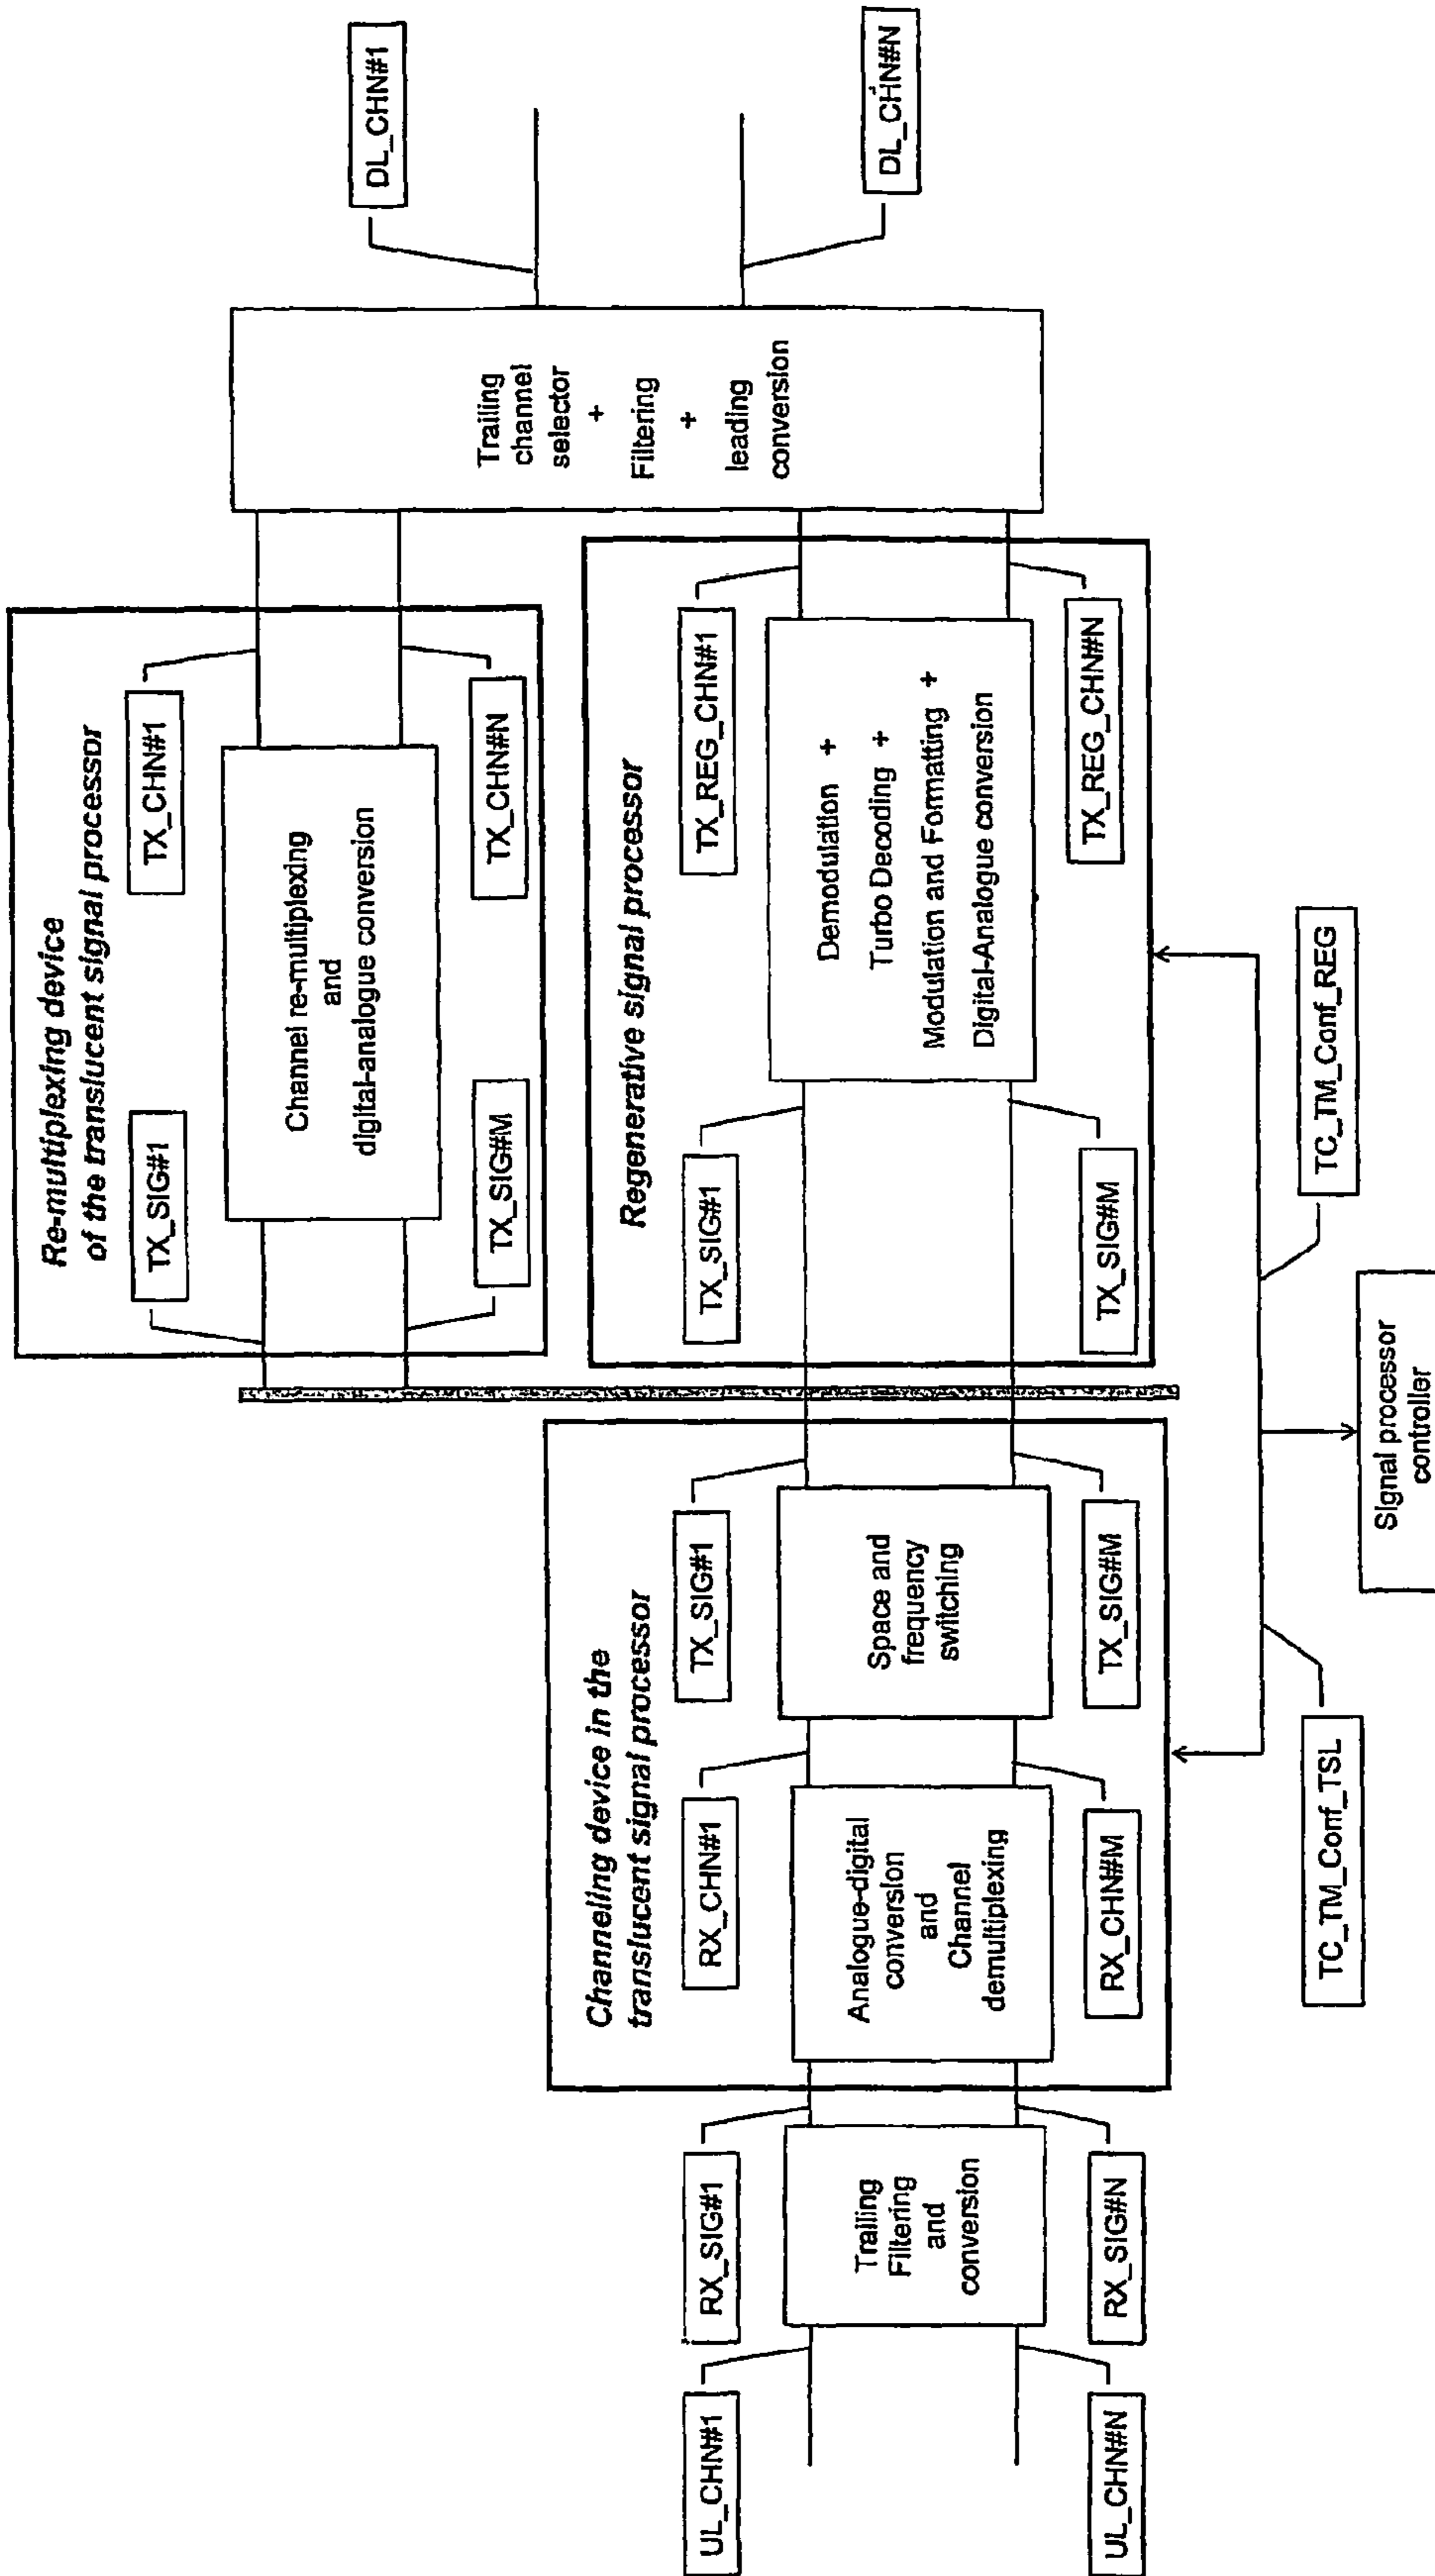 Re-multiplexing device
of the translucent signal processor
TX_SIG#1
TX_CHN#1
Channel re-multiplexing
and
digital-analogue conversion
TX_SIG#M
TX_CHN#N
DL_CHN#1
DL_CHN#N
Trailing
channel
selector
+
Filtering
+
leading
conversion
Channeling device in the
translucent signal processor
UL_CHN#1
RX_SIG#1
RX_CHN#1
TX_SIG#1
Trailing
Filtering
and
conversion
Analogue-digital
conversion
and
Channel
demultiplexing
Space and
frequency
switching
UL_CHN#N
RX_SIG#N
RX_CHN#M
TX_SIG#M
Regenerative signal processor
TX_SIG#1
TX_REG_CHN#1
Demodulation +
Turbo Decoding +
Modulation and Formatting +
Digital-Analogue conversion
TX_SIG#M
TX_REG_CHN#N
TC_TM_Conf_TSL
TC_TM_Conf_REG
Signal processor
controller